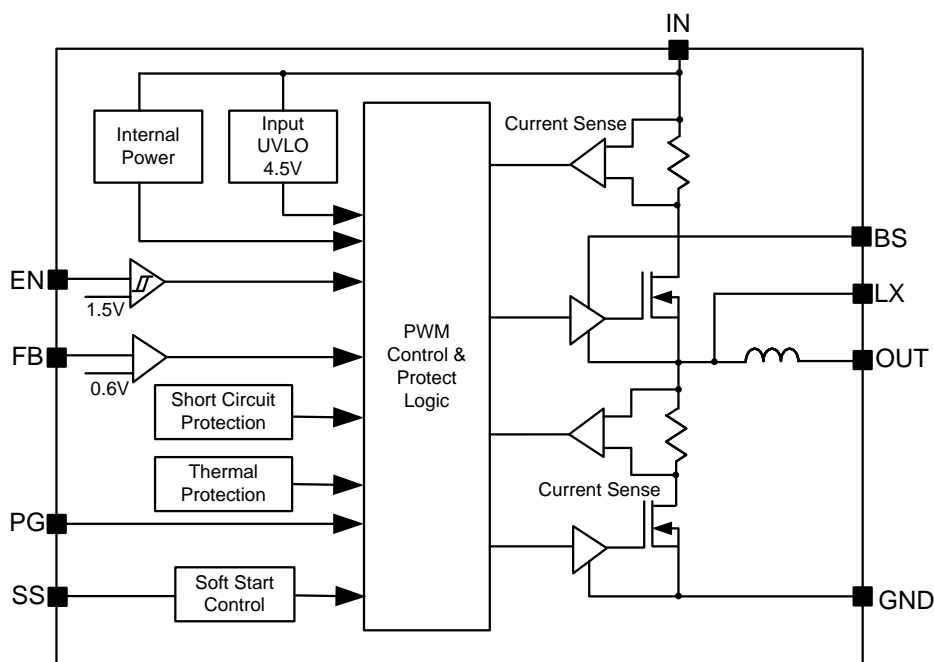 IN
Internal
Power
Input
UVLO
4.5V
Current Sense
BS
EN
1.5V
LX
FB
0.6V
PWM
Control &
Protect
Logic
OUT
Short Circuit
Protection
Thermal
Protection
Current Sense
PG
SS
Soft Start
Control
GND